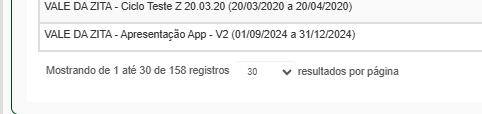 VALE DA ZITA - Ciclo Teste Z 20.03.20 (20/03/2020 a 20/04/2020)
VALE DA ZITA - Apresentação App - V2 (01/09/2024 a 31/12/2024)
Mostrando de 1 até 30 de 158 registros 30 resultados por página